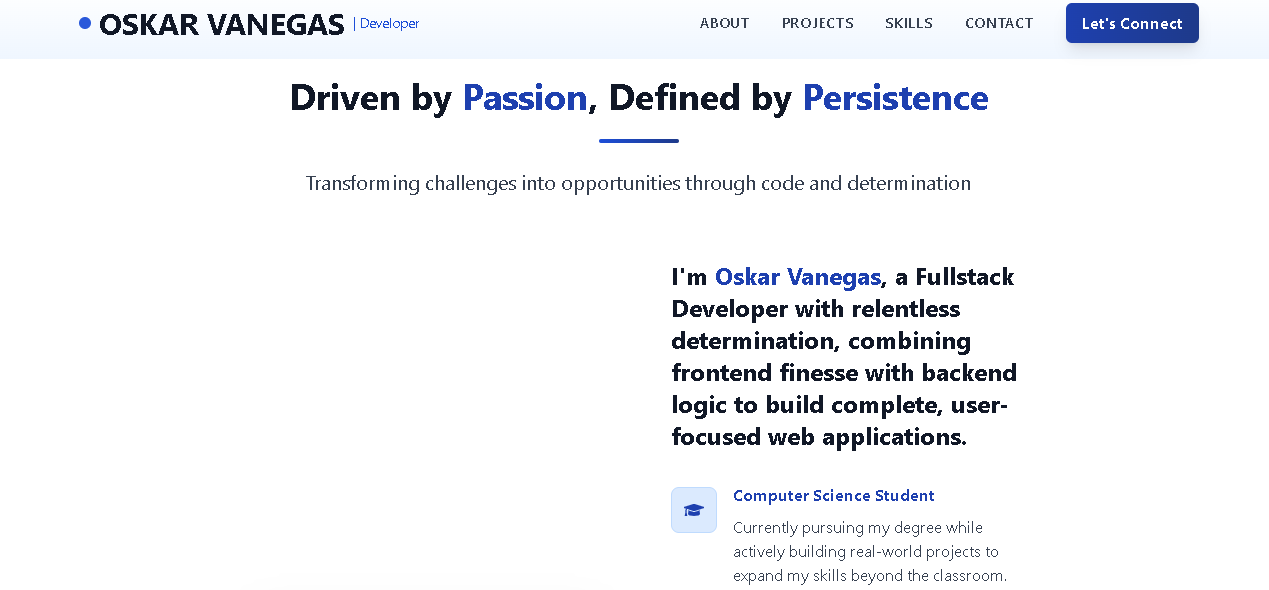 OSKAR VANEGAS | Developer ABOUT PROJECTS SKILLS CONTACT Let's Connect
Driven by Passion, Defined by Persistence
Transforming challenges into opportunities through code and determination
I'm Oskar Vanegas, a Fullstack
Developer with relentless
determination, combining
frontend finesse with backend
logic to build complete, user-
focused web applications.
Computer Science Student
Currently pursuing my degree while
actively building real-world projects to
expand my skills beyond the classroom.